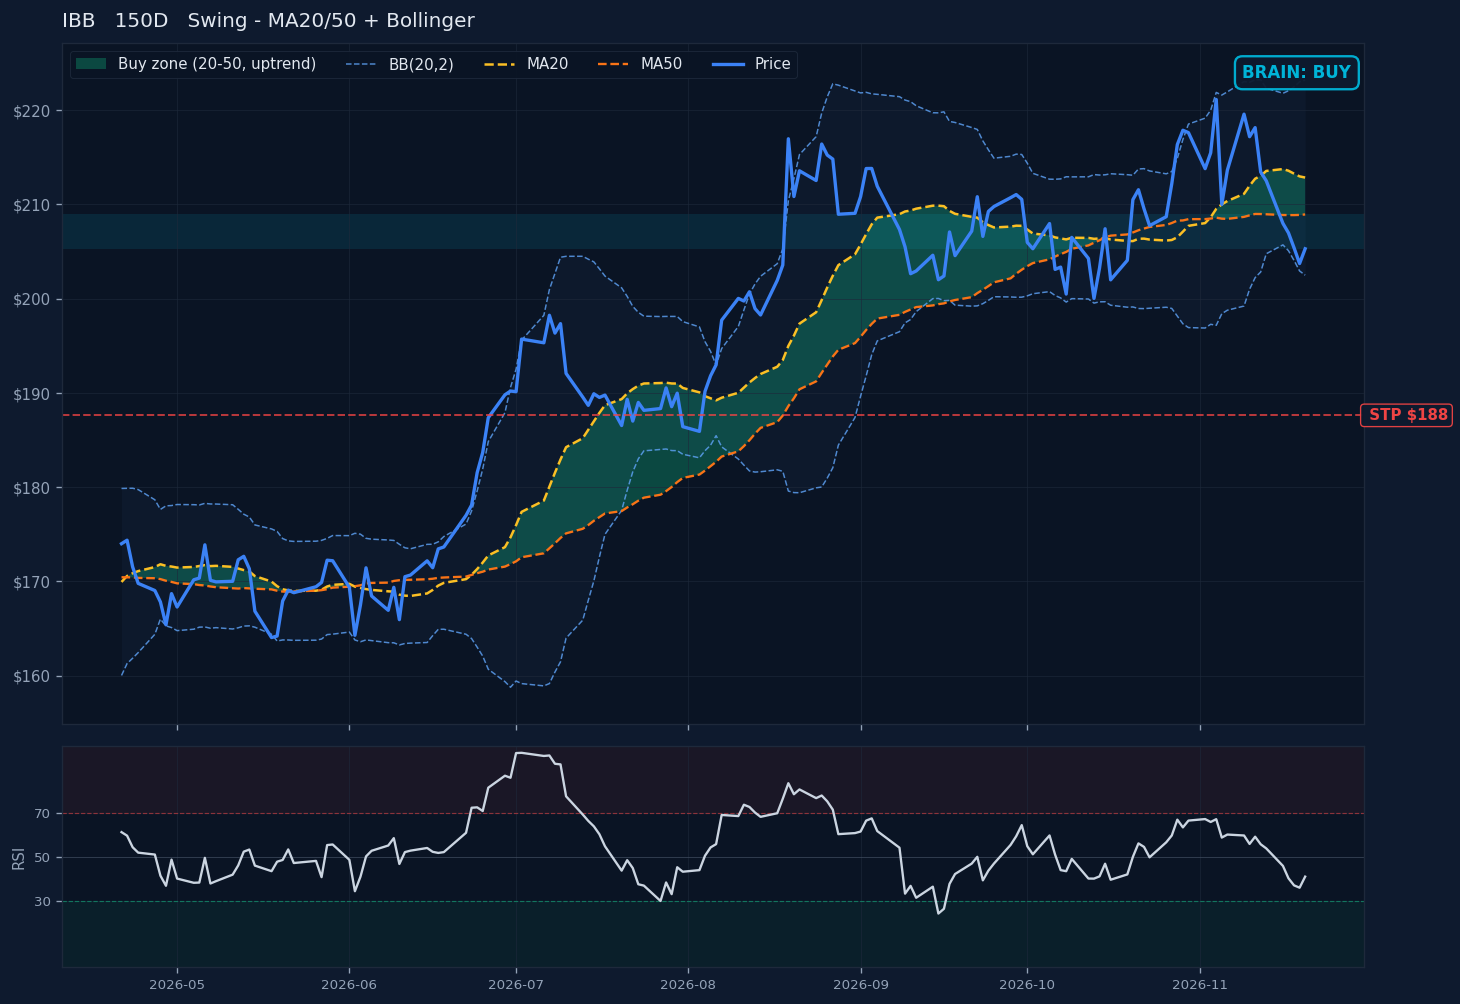 IBB   150D   Swing - MA20/50 + Bollinger
Buy zone (20-50, uptrend)   BB(20,2)   MA20   MA50   Price
BRAIN: BUY
$220
$210
$200
$190
STP $188
$180
$170
$160
70
50
30
RSI
2026-05   2026-06   2026-07   2026-08   2026-09   2026-10   2026-11